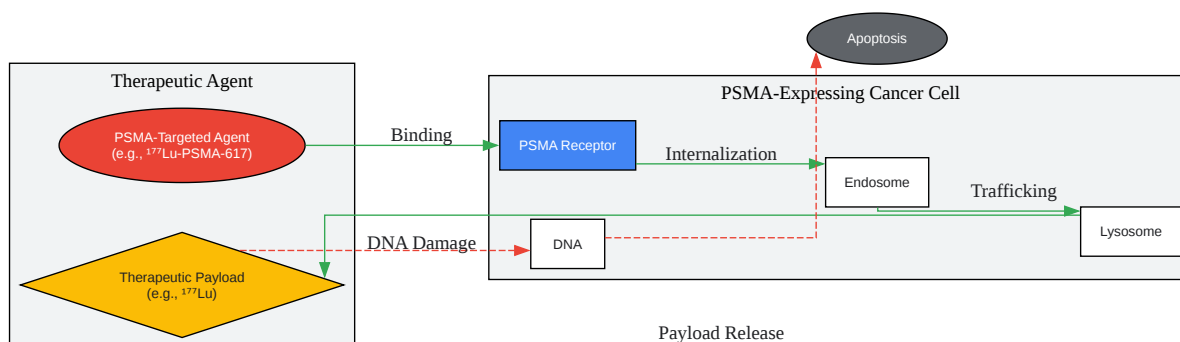 Apoptosis
Therapeutic Agent
PSMA-Expressing Cancer Cell
PSMA-Targeted Agent
(e.g., ¹⁷⁷Lu-PSMA-617)
Binding
PSMA Receptor
Internalization
Endosome
Trafficking
Lysosome
DNA Damage
DNA
Therapeutic Payload
(e.g., ¹⁷⁷Lu)
Payload Release